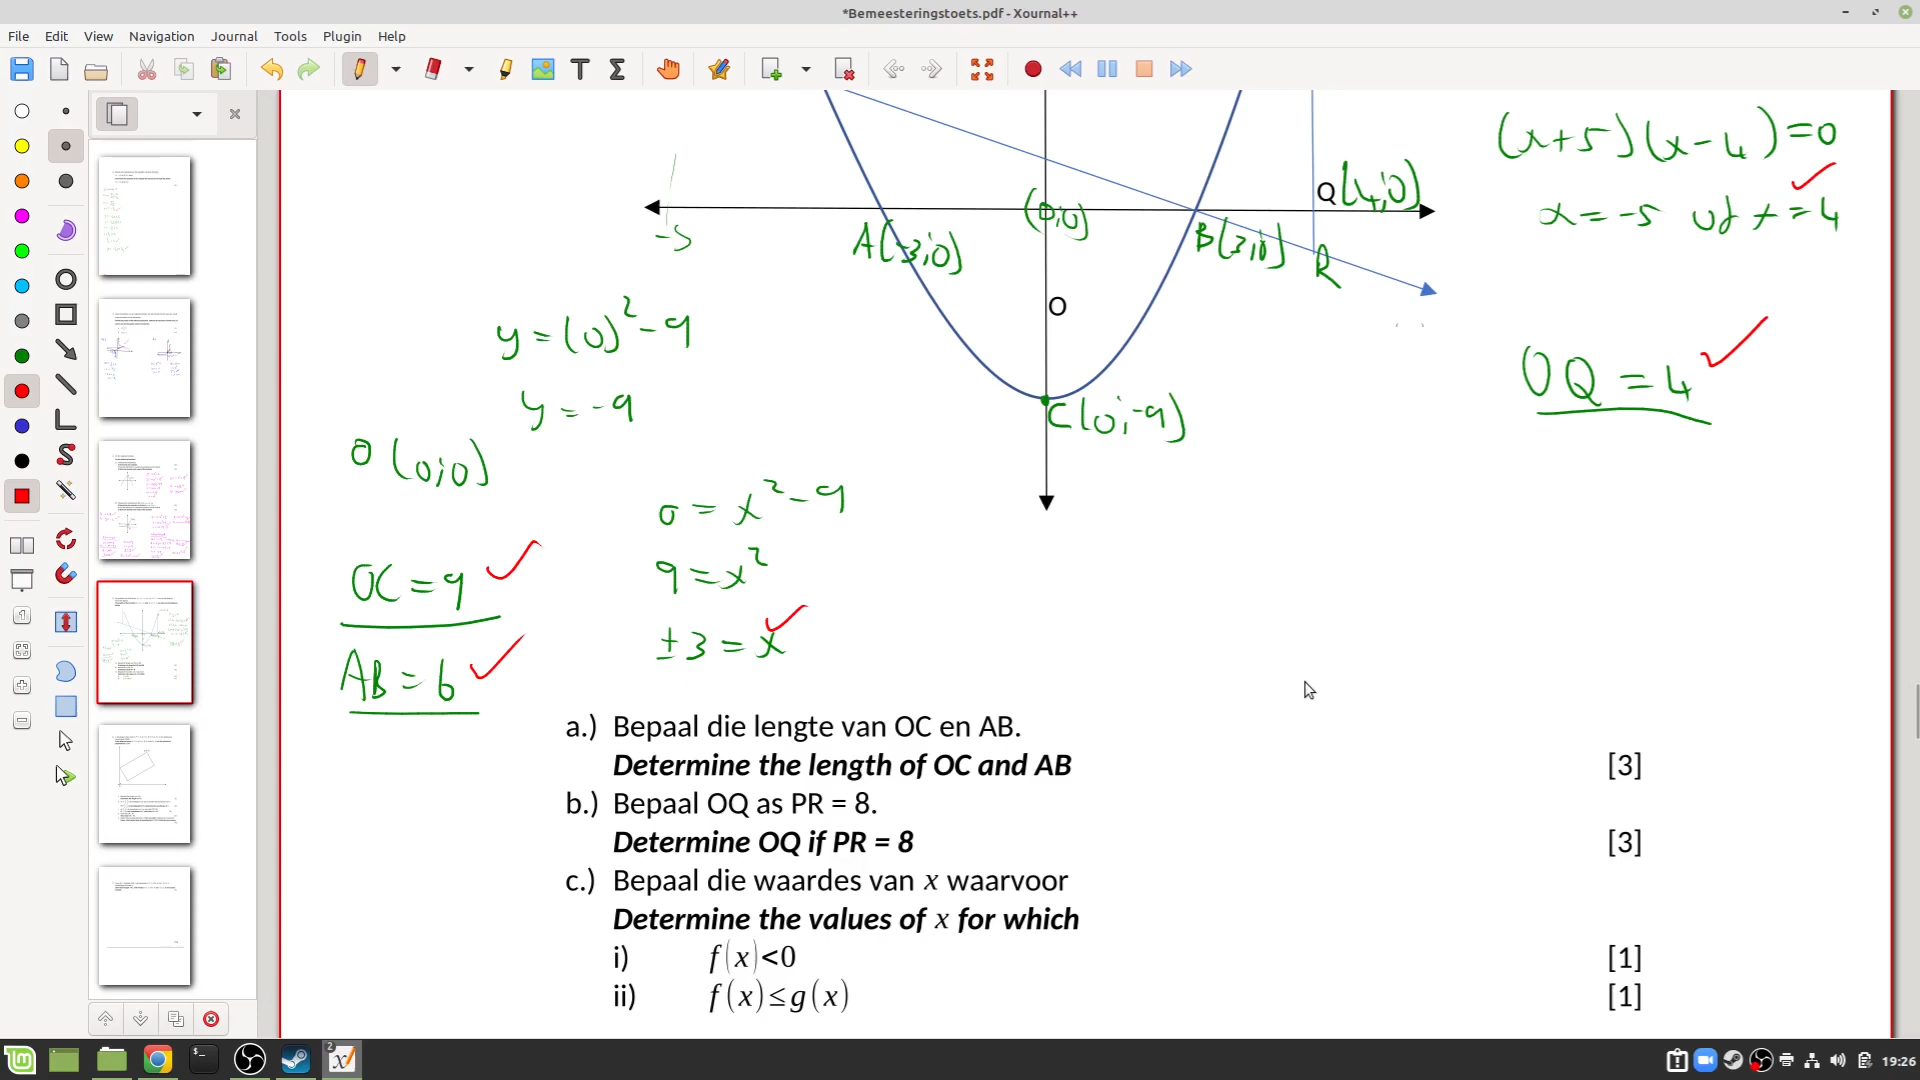 *Bemeesteringstoets.pdf - Xournal++
File Edit View Navigation Journal Tools Plugin Help
(x+5)(x-4)=0
x=-5 of x=4
Q(4;0)
(0;0)
-5
A(-3;0)
B(3;0)
R
O
y=(0)²-9
y=-9
OQ=4
C(0;-9)
O(0;0)
0=x²-9
9=x²
OC=9
±3=x
AB=6
a.) Bepaal die lengte van OC en AB.
Determine the length of OC and AB [3]
b.) Bepaal OQ as PR = 8.
Determine OQ if PR = 8 [3]
c.) Bepaal die waardes van x waarvoor
Determine the values of x for which
i) f(x)<0 [1]
ii) f(x)≤g(x) [1]
19:26